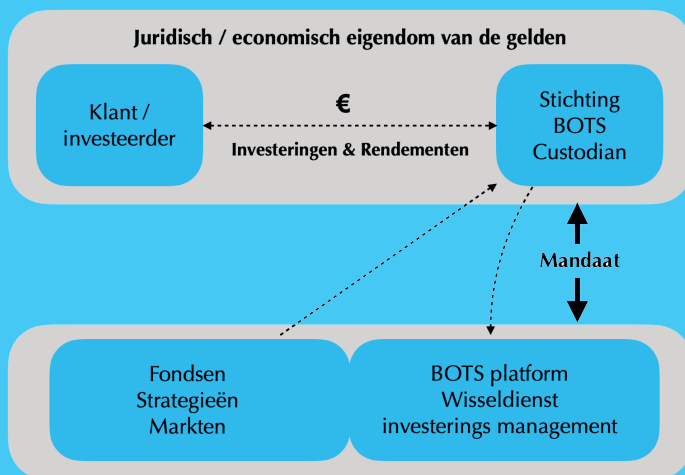 Juridisch / economisch eigendom van de gelden
Klant /
investeerder
€
Investeringen & Rendementen
Stichting
BOTS
Custodian
Mandaat
Fondsen
Strategieën
Markten
BOTS platform
Wisseldienst
investerings management